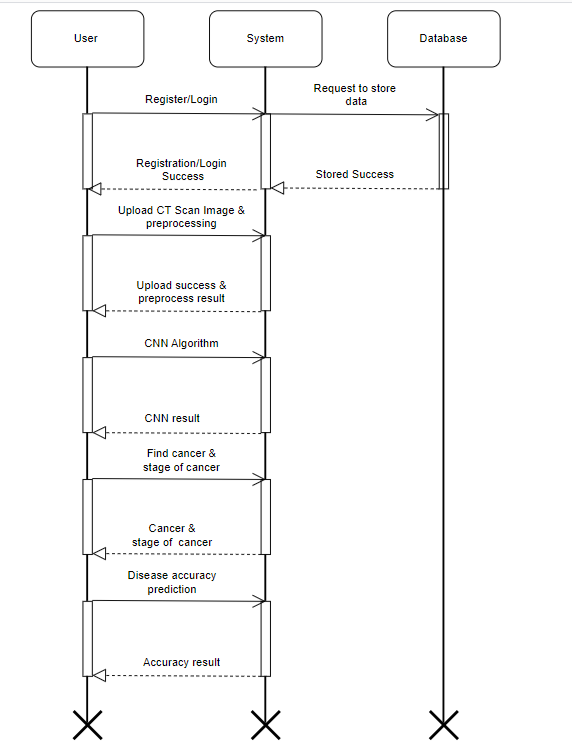 User
System
Database
Register/Login
Request to store
data
Registration/Login
Success
Stored Success
Upload CT Scan Image &
preprocessing
Upload success &
preprocess result
CNN Algorithm
CNN result
Find cancer &
stage of cancer
Cancer &
stage of cancer
Disease accuracy
prediction
Accuracy result